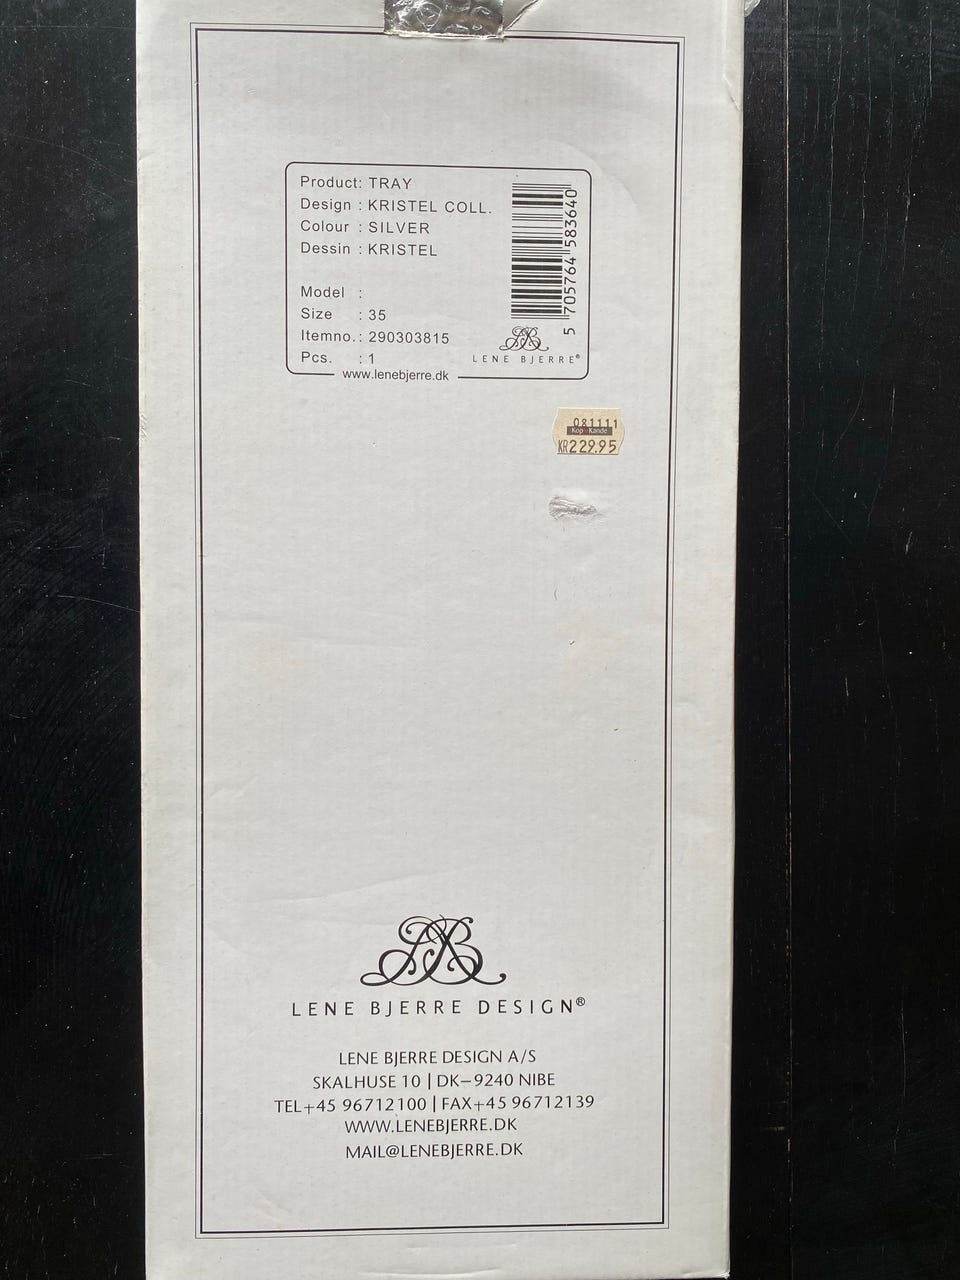 Product: TRAY
Design : KRISTEL COLL.
Colour : SILVER
Dessin : KRISTEL
Model :
Size : 35
Itemno. : 290303815
Pcs. : 1
www.lenebjerre.dk
5 705764 583640
LENE BJERRE®
081111
Kop Kande
KR229.95
LENE BJERRE DESIGN®
LENE BJERRE DESIGN A/S
SKALHUSE 10 | DK–9240 NIBE
TEL+45 96712100 | FAX+45 96712139
WWW.LENEBJERRE.DK
MAIL@LENEBJERRE.DK